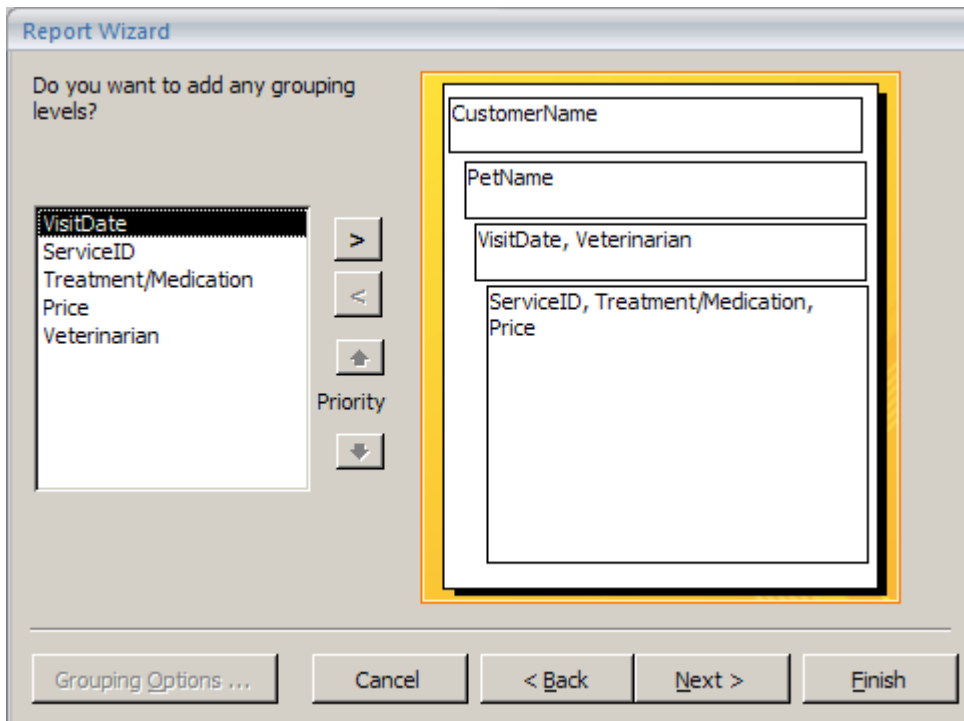 Report Wizard
Do you want to add any grouping
levels?
VisitDate
ServiceID
Treatment/Medication
Price
Veterinarian
>
<
Priority
CustomerName
PetName
VisitDate, Veterinarian
ServiceID, Treatment/Medication,
Price
Grouping Options ...
Cancel
< Back
Next >
Finish